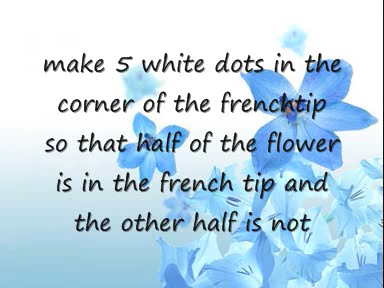 make 5 white dots in the
corner of the frenchtip
so that half of the flower
is in the french tip and
the other half is not